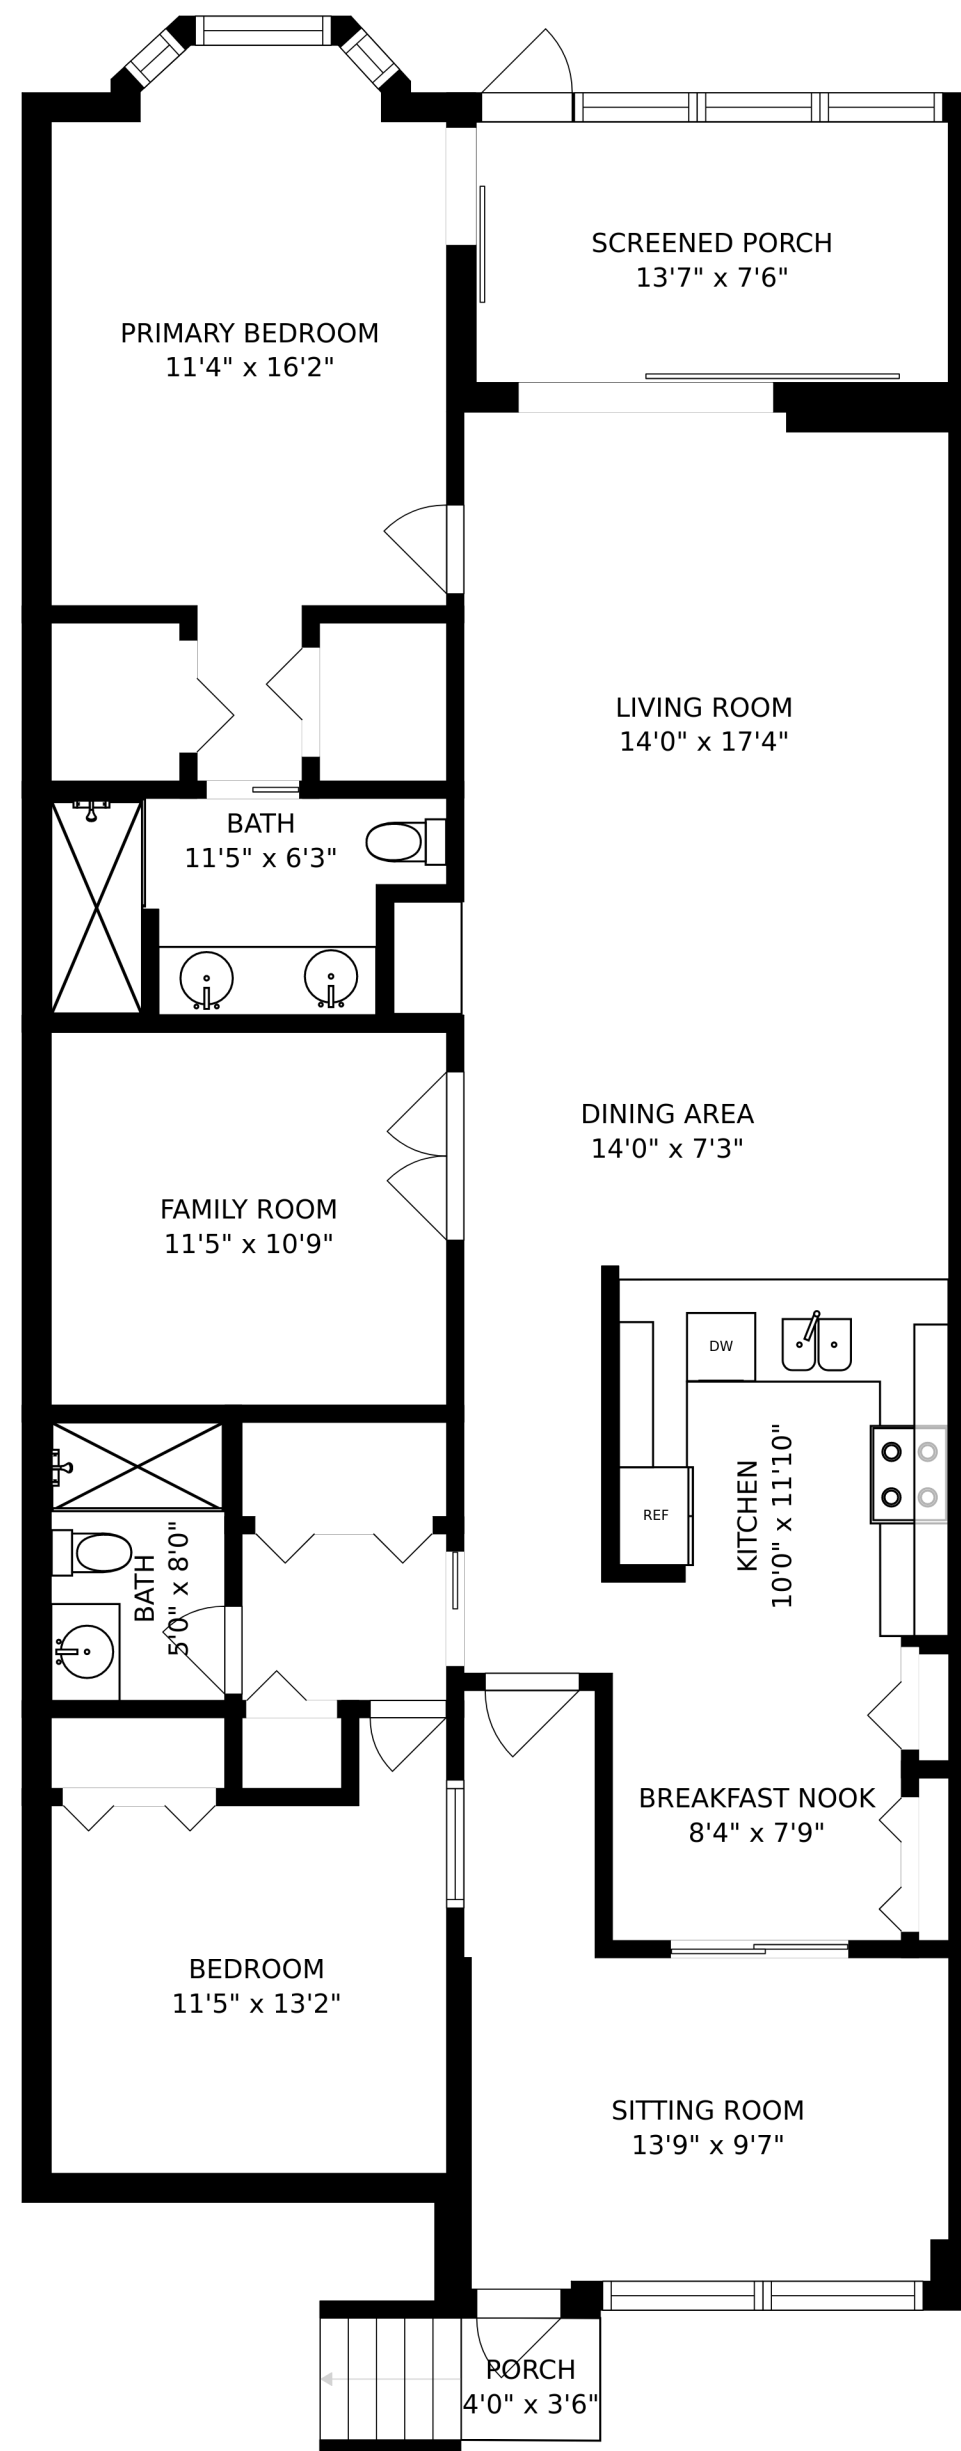 SCREENED PORCH
13'7" x 7'6"
PRIMARY BEDROOM
11'4" x 16'2"
LIVING ROOM
14'0" x 17'4"
BATH
11'5" x 6'3"
DINING AREA
14'0" x 7'3"
FAMILY ROOM
11'5" x 10'9"
DW
REF
KITCHEN
10'0" x 11'10"
BATH
5'0" x 8'0"
BREAKFAST NOOK
8'4" x 7'9"
BEDROOM
11'5" x 13'2"
SITTING ROOM
13'9" x 9'7"
PORCH
4'0" x 3'6"